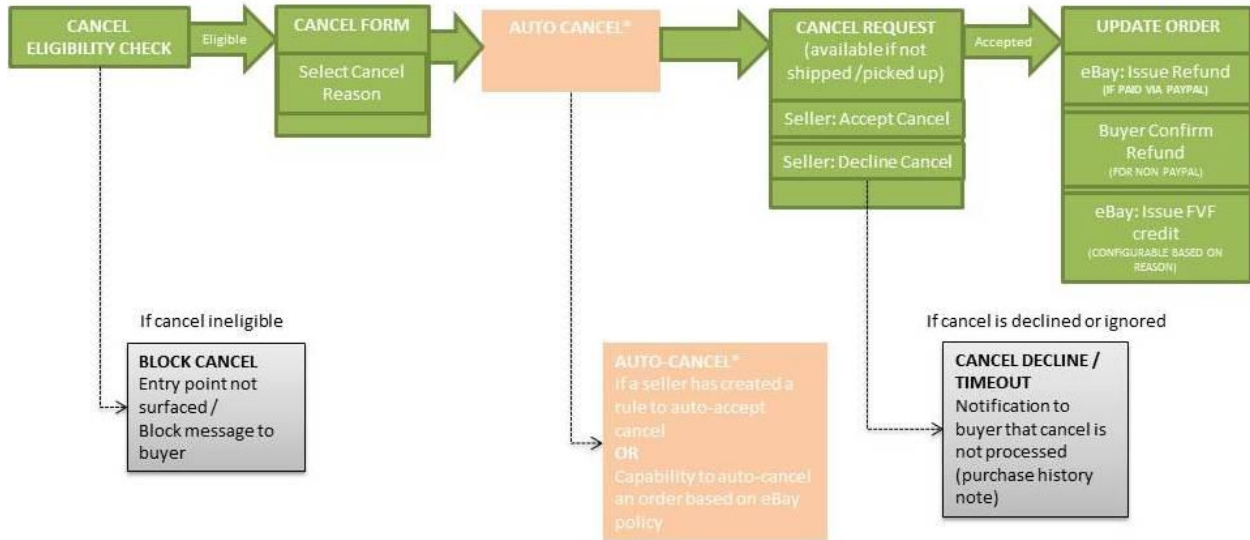 CANCEL
ELIGIBILITY CHECK
Eligible
CANCEL FORM
Select Cancel
Reason
AUTO CANCEL*
CANCEL REQUEST
(available if not
shipped /picked up)
Seller: Accept Cancel
Seller: Decline Cancel
Accepted
UPDATE ORDER
eBay: Issue Refund
(IF PAID VIA PAYPAL)
Buyer Confirm
Refund
(FOR NON PAYPAL)
eBay: Issue FVF
credit
(CONFIGURABLE BASED ON
REASON)
If cancel ineligible
BLOCK CANCEL
Entry point not
surfaced /
Block message to
buyer
AUTO-CANCEL*
If a seller has created a
rule to auto-accept
cancel
OR
Capability to auto-cancel
an order based on eBay
policy
If cancel is declined or ignored
CANCEL DECLINE /
TIMEOUT
Notification to
buyer that cancel is
not processed
(purchase history
note)